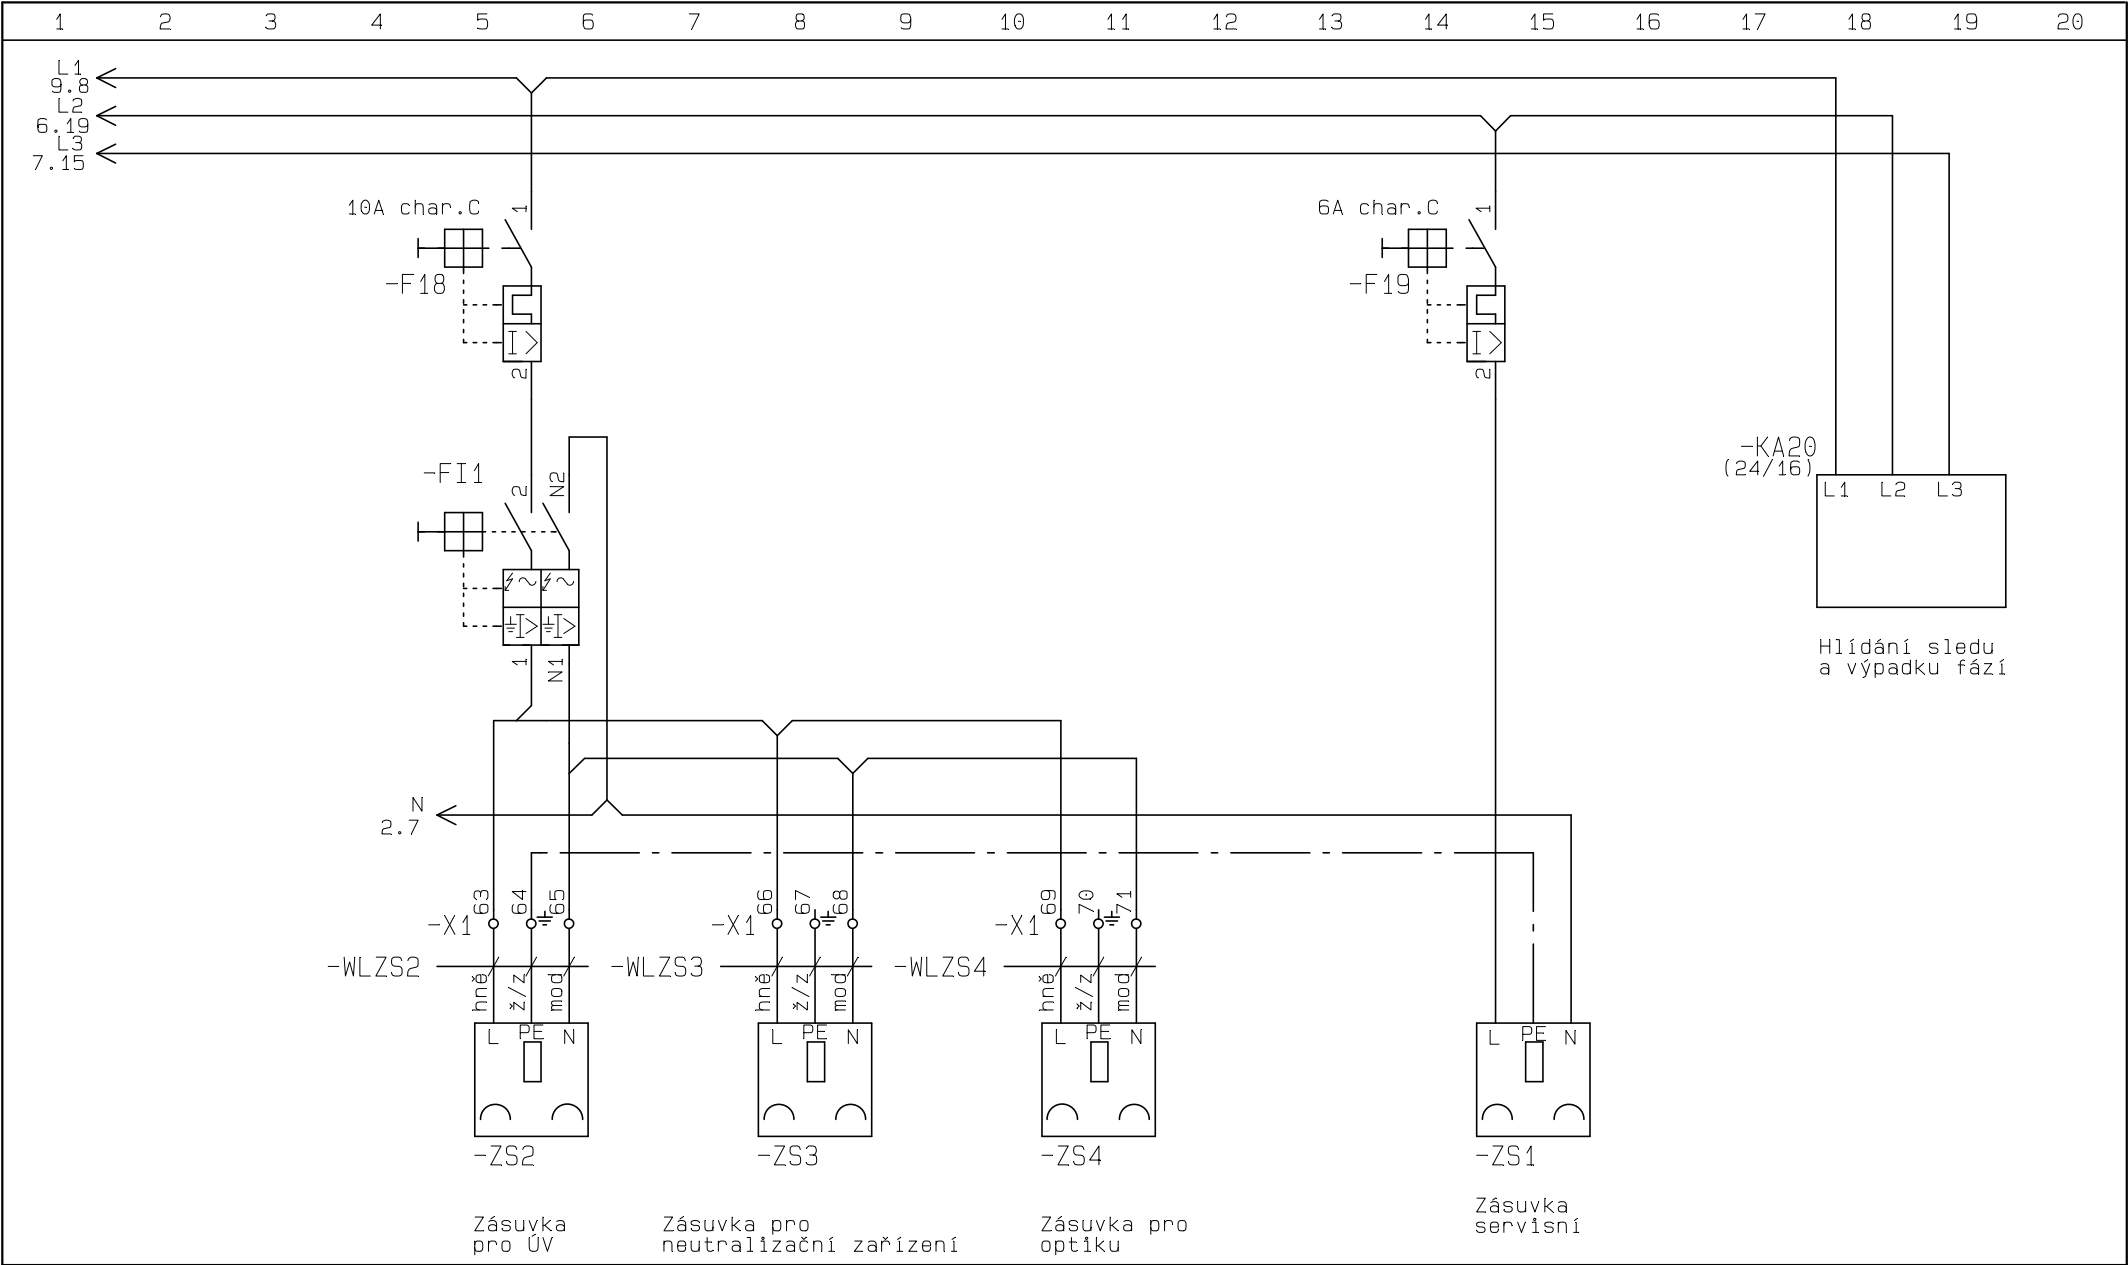 1 2 3 4 5 6 7 8 9 10 11 12 13 14 15 16 17 18 19 20
L1
9.8
L2
6.19
L3
7.15
10A char.C
1
-F18
I>
2
6A char.C
1
-F19
I>
2
-FI1
2
N2
I>
I>
1
N1
-KA20
(24/16)
L1 L2 L3
Hlídání sledu
a výpadku fází
N
2.7
-X1 63 64 65
-X1 66 67 68
-X1 69 70 71
-WLZS2 hně ž/z mod
-WLZS3 hně ž/z mod
-WLZS4 hně ž/z mod
L PE N
L PE N
L PE N
L PE N
-ZS2
-ZS3
-ZS4
-ZS1
Zásuvka
pro ÚV
Zásuvka pro
neutralizační zařízení
Zásuvka pro
optiku
Zásuvka
servisní